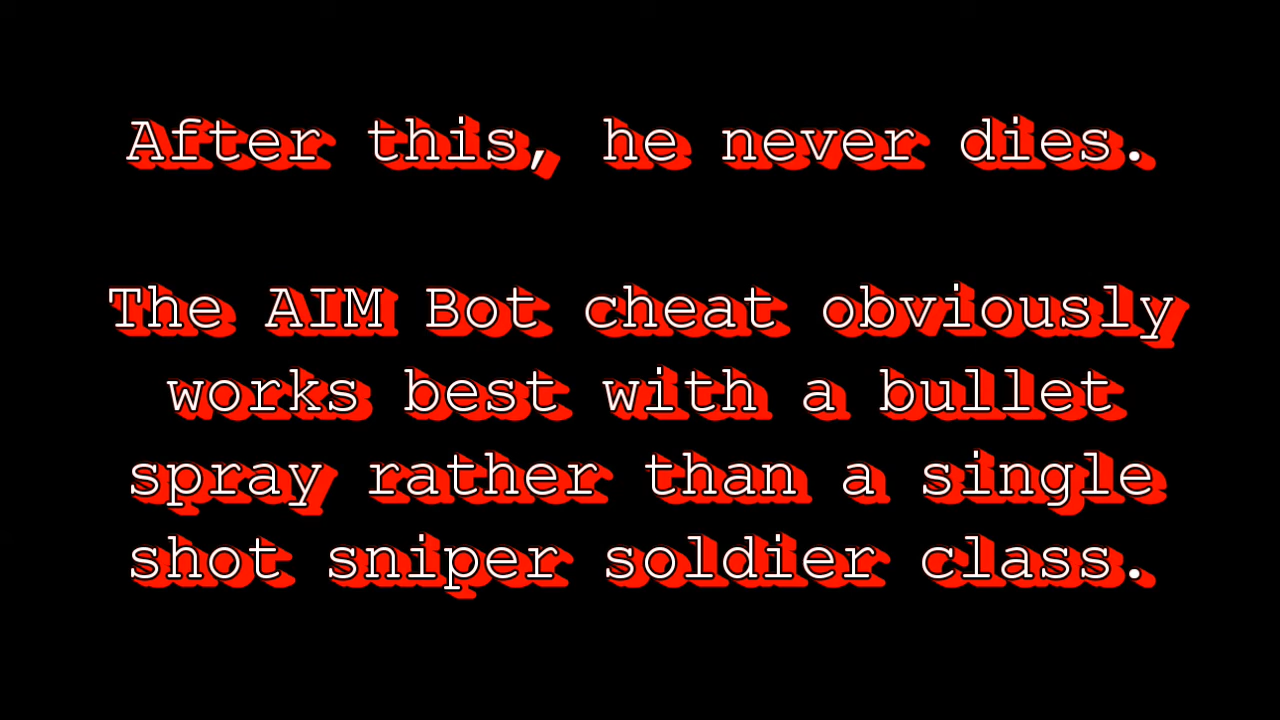 After this, he never dies.
The AIM Bot cheat obviously
works best with a bullet
spray rather than a single
shot sniper soldier class.